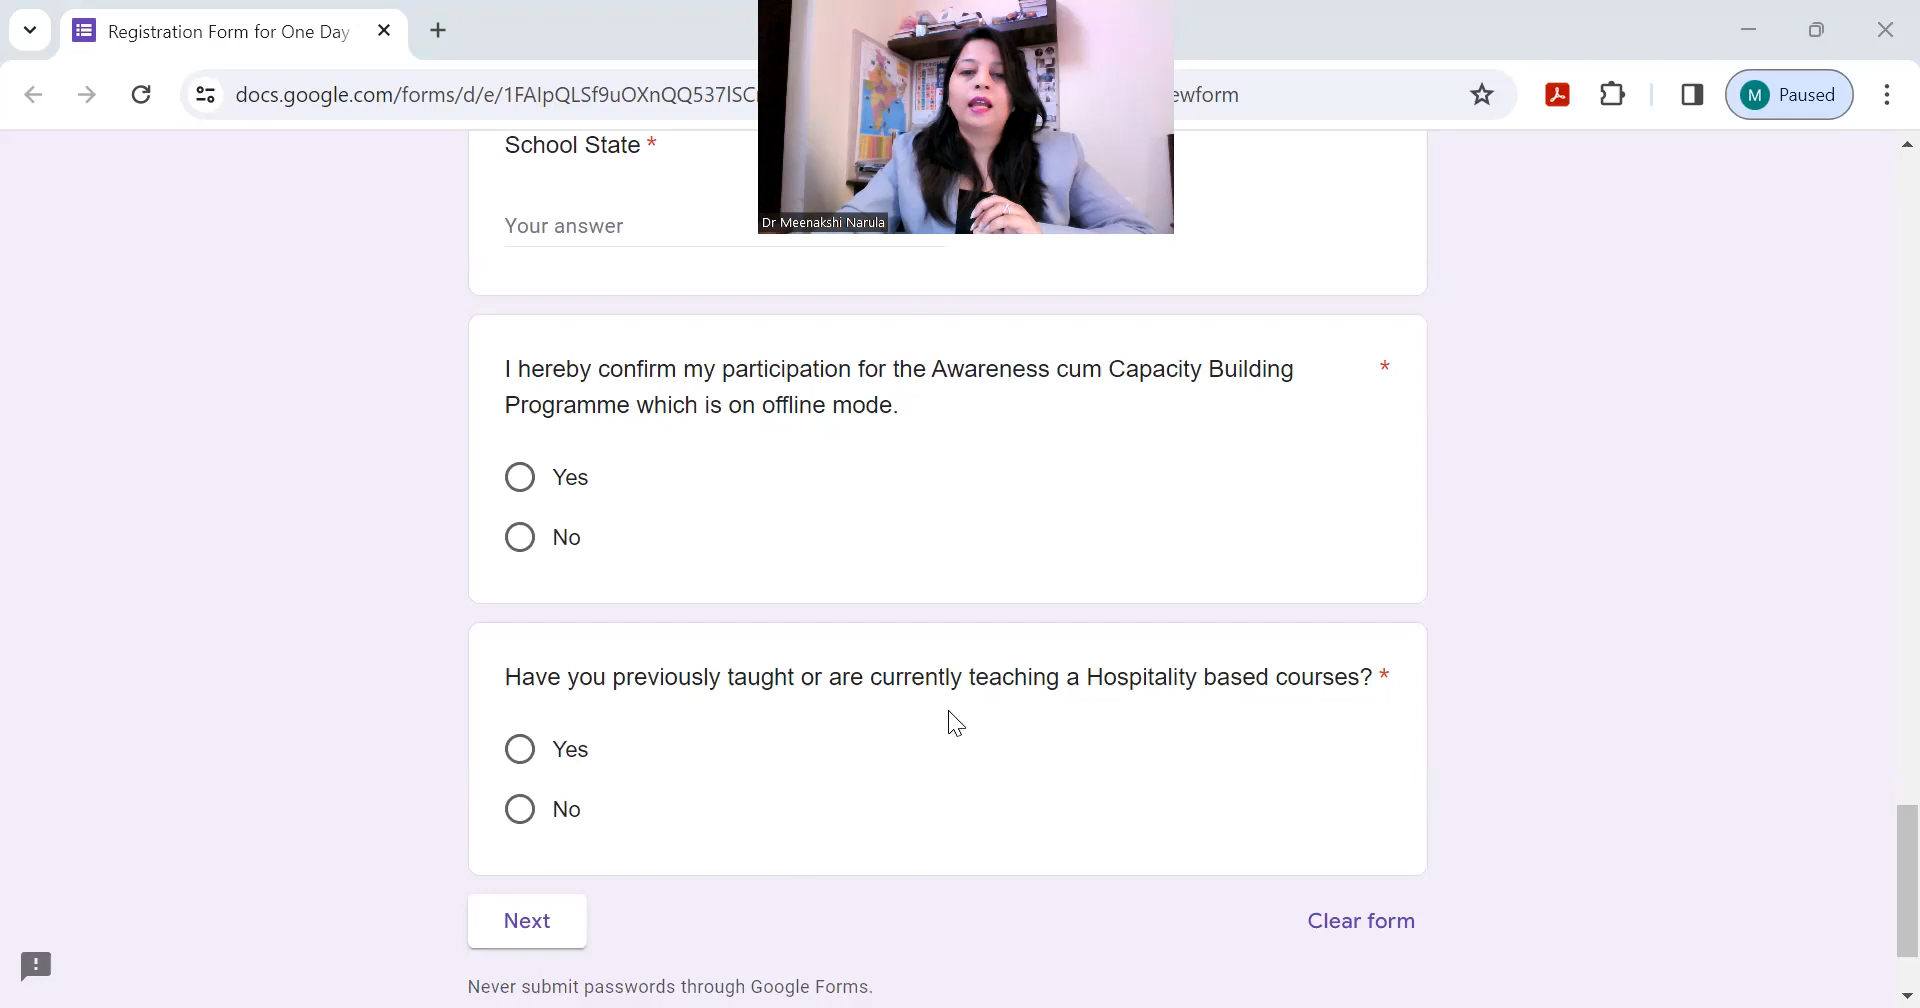 Registration Form for One Day
docs.google.com/forms/d/e/1FAIpQLSf9uOXnQQ537lSC
ewform
M Paused
Dr Meenakshi Narula
School State *
Your answer
I hereby confirm my participation for the Awareness cum Capacity Building *
Programme which is on offline mode.
Yes
No
Have you previously taught or are currently teaching a Hospitality based courses? *
Yes
No
Next
Clear form
Never submit passwords through Google Forms.